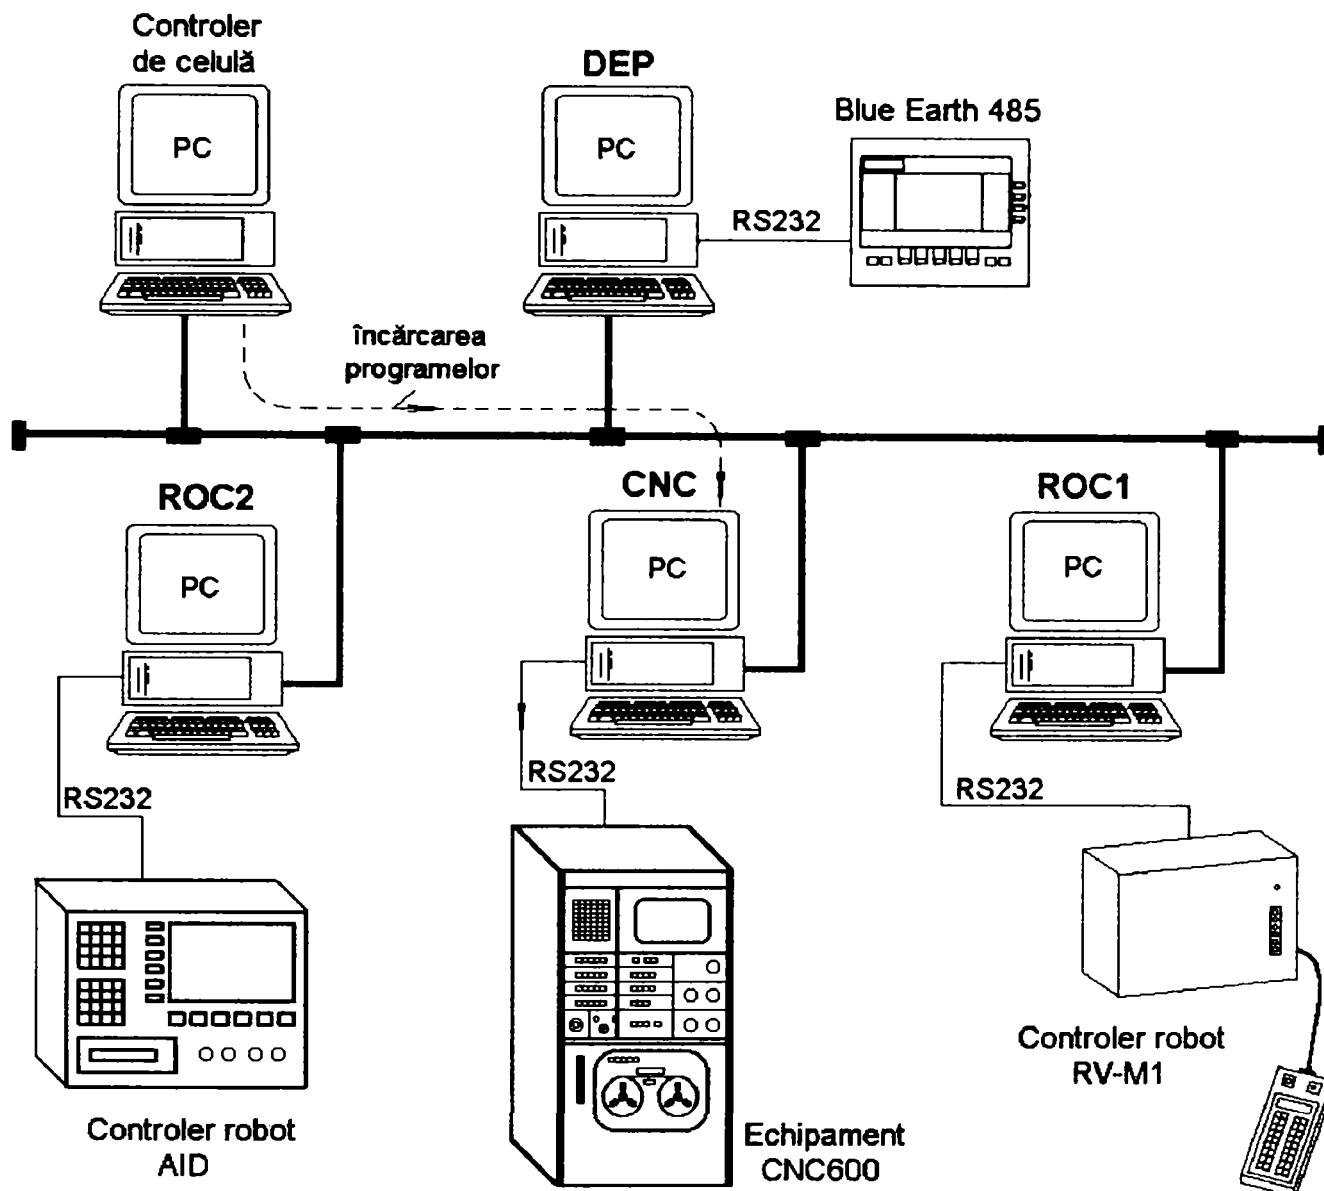 Controler
de celulă
PC
DEP
PC
Blue Earth 485
RS232
încărcarea
programelor
ROC2
PC
CNC
PC
ROC1
PC
RS232
RS232
RS232
Controler robot
AID
Echipament
CNC600
Controler robot
RV-M1